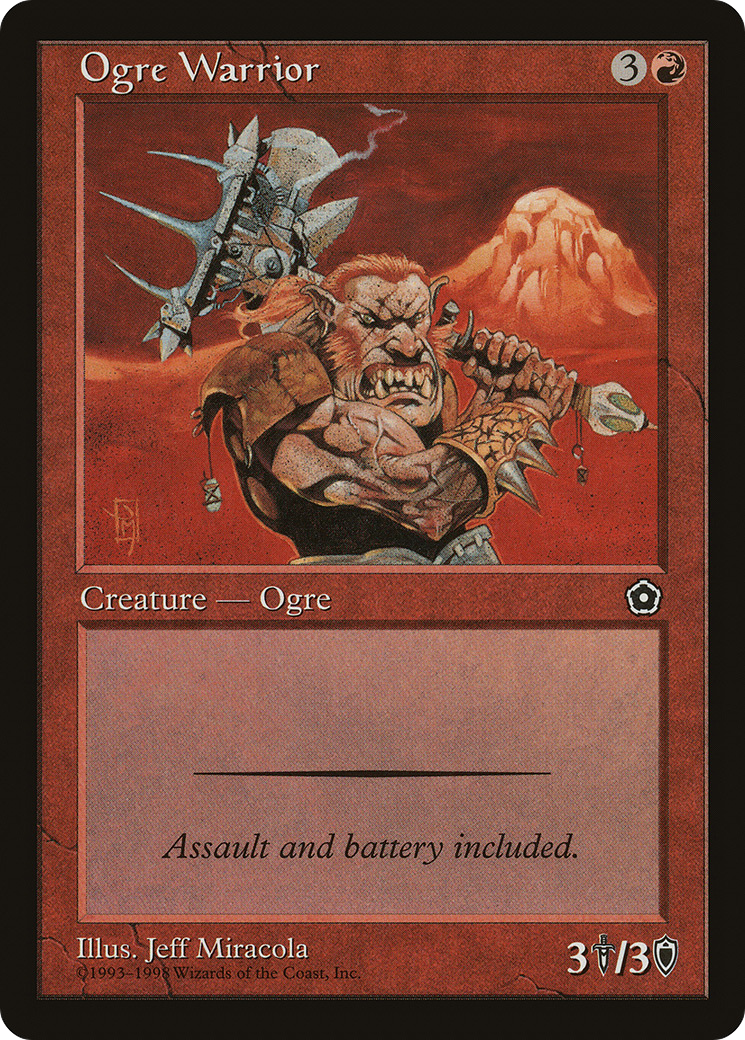 Ogre Warrior 3
Creature — Ogre
Assault and battery included.
Illus. Jeff Miracola
©1993–1998 Wizards of the Coast, Inc.
3/3